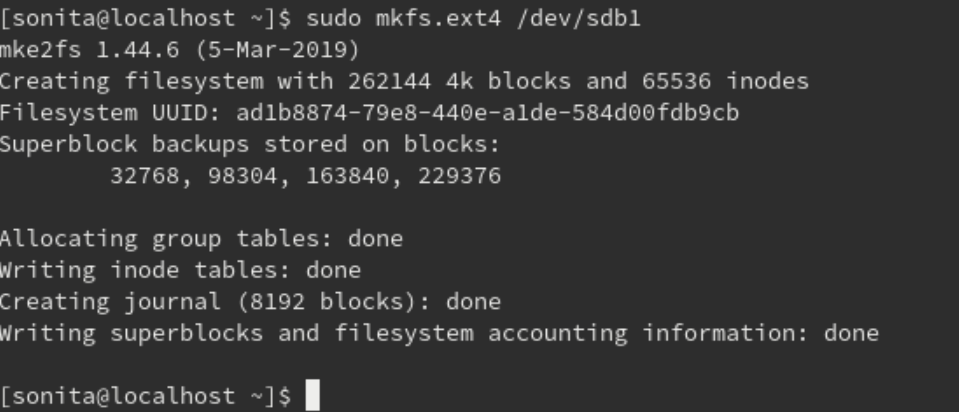 [sonita@localhost ~]$ sudo mkfs.ext4 /dev/sdb1
mke2fs 1.44.6 (5-Mar-2019)
Creating filesystem with 262144 4k blocks and 65536 inodes
Filesystem UUID: ad1b8874-79e8-440e-a1de-584d00fdb9cb
Superblock backups stored on blocks:
        32768, 98304, 163840, 229376

Allocating group tables: done
Writing inode tables: done
Creating journal (8192 blocks): done
Writing superblocks and filesystem accounting information: done

[sonita@localhost ~]$